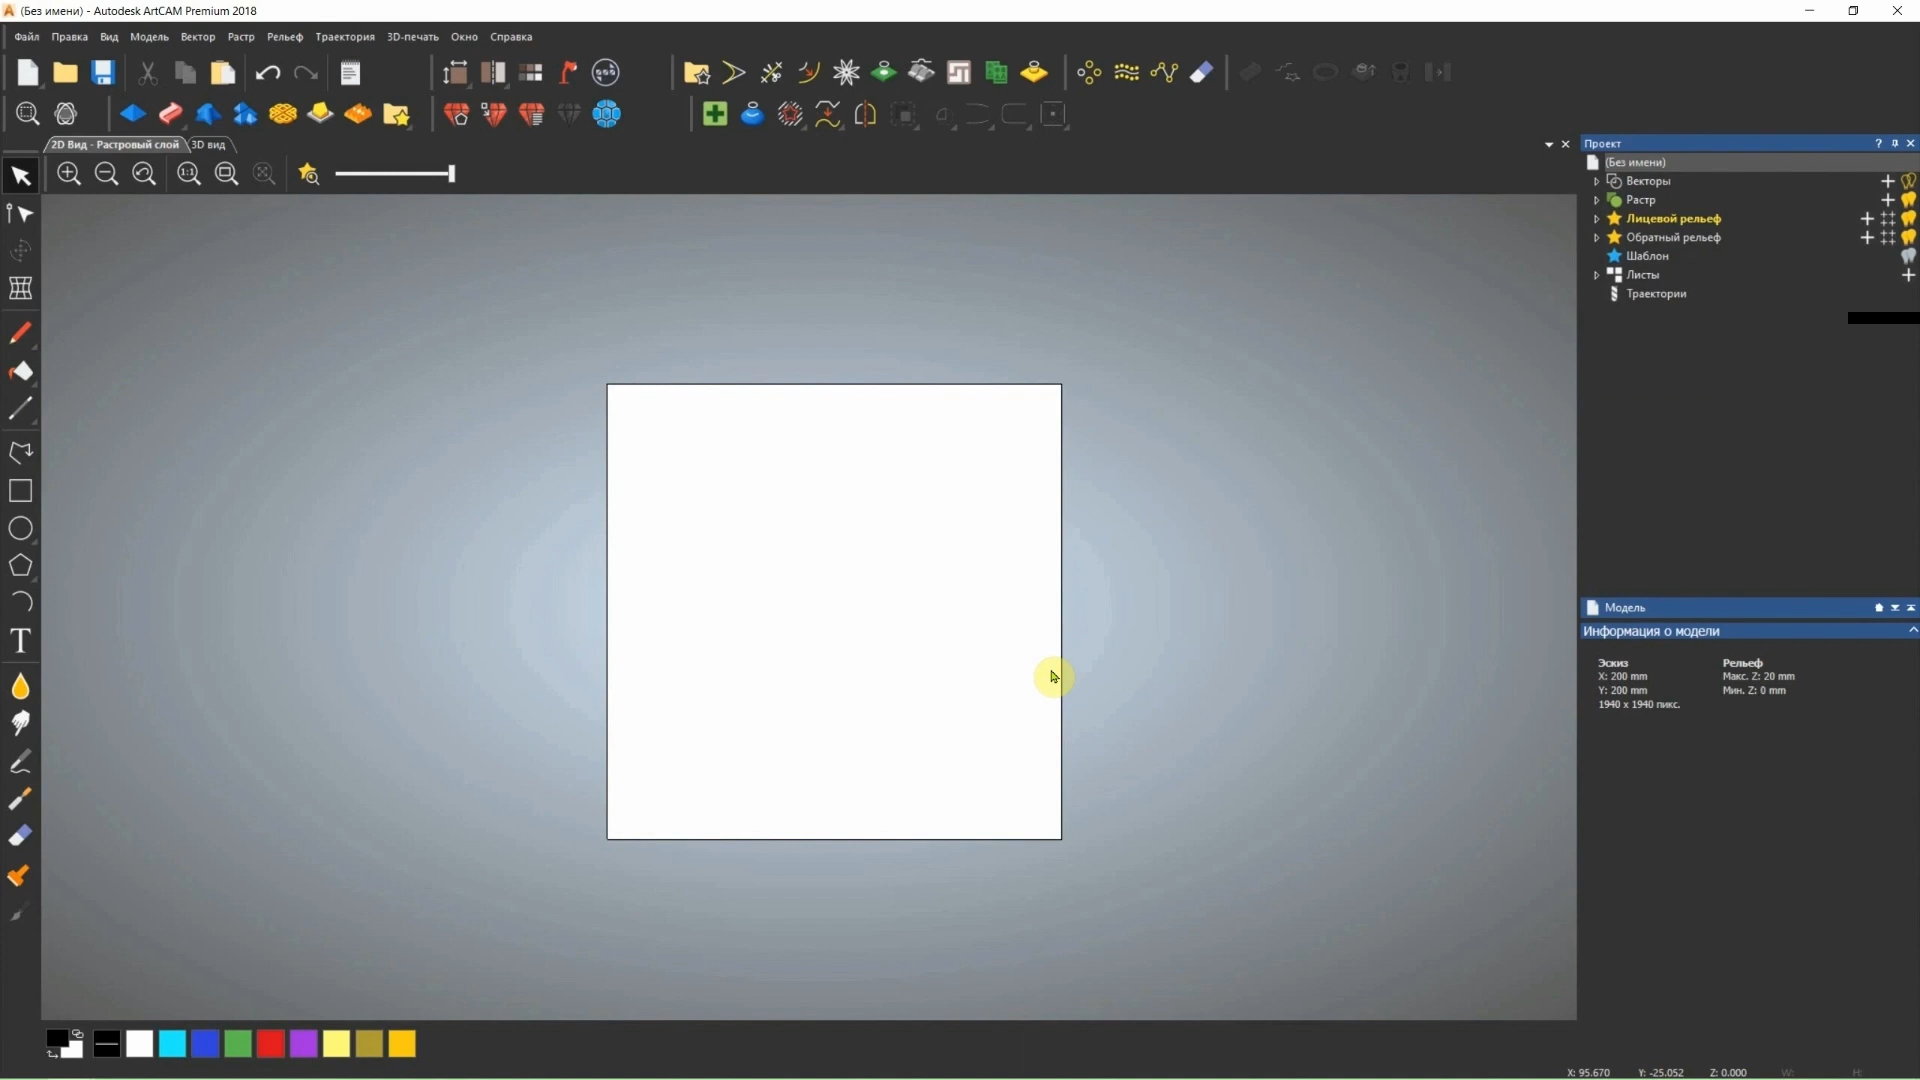 (Без имени) - Autodesk ArtCAM Premium 2018
Файл Правка Вид Модель Вектор Растр Рельеф Траектория 3D-печать Окно Справка
2D Вид - Растровый слой 3D вид
1:1
T
Проект
(Без имени)
Векторы
Растр
Лицевой рельеф
Обратный рельеф
Шаблон
Листы
Траектории
Модель
Информация о модели
Эскиз Рельеф
X: 200 mm Макс. Z: 20 mm
Y: 200 mm Мин. Z: 0 mm
1940 x 1940 пикс.
X: 95.670 Y: -25.052 Z: 0.000 W: H: